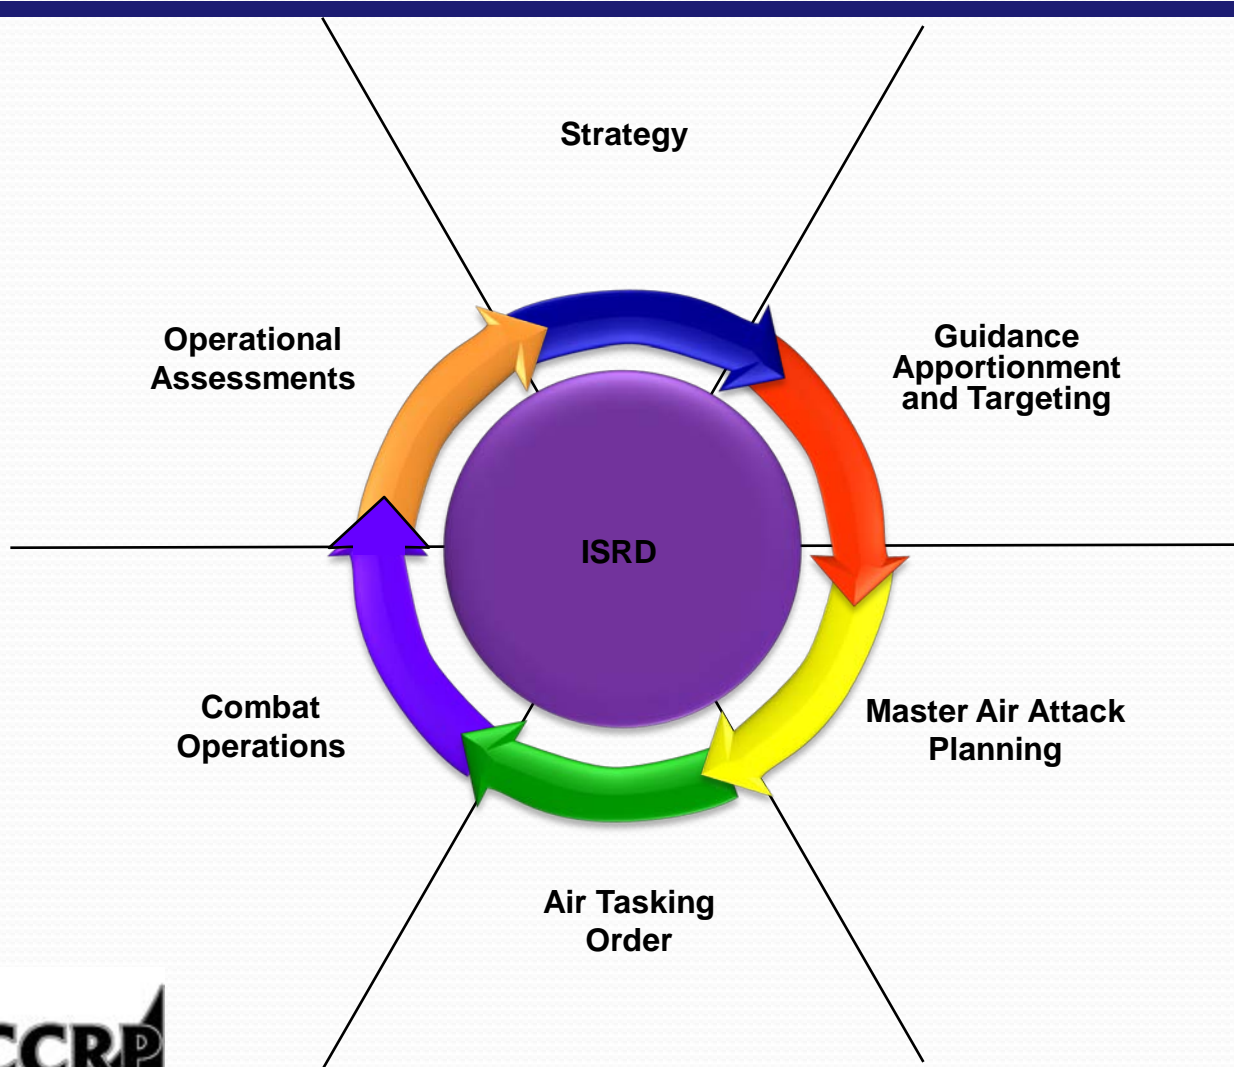 Strategy
Operational
Assessments
Guidance
Apportionment
and Targeting
ISRD
Combat
Operations
Master Air Attack
Planning
Air Tasking
Order
CCRP